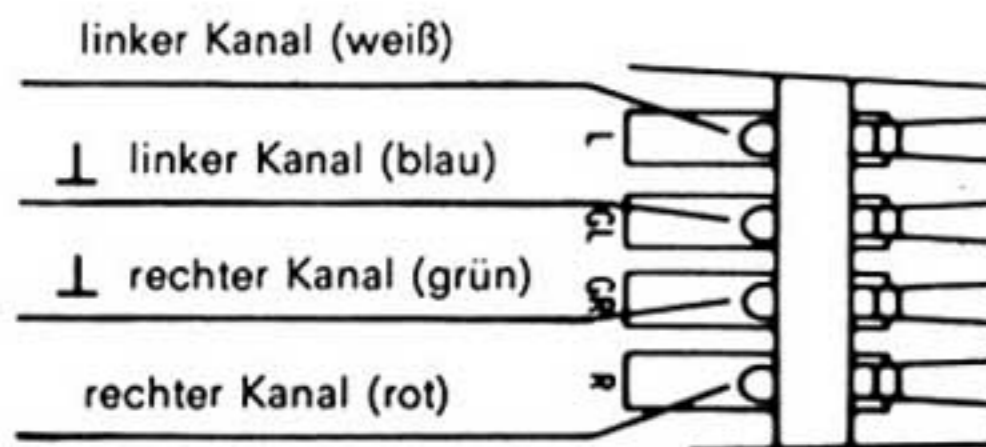 linker Kanal (weiß)
L
⊥ linker Kanal (blau)
GL
⊥ rechter Kanal (grün)
GR
rechter Kanal (rot)
R